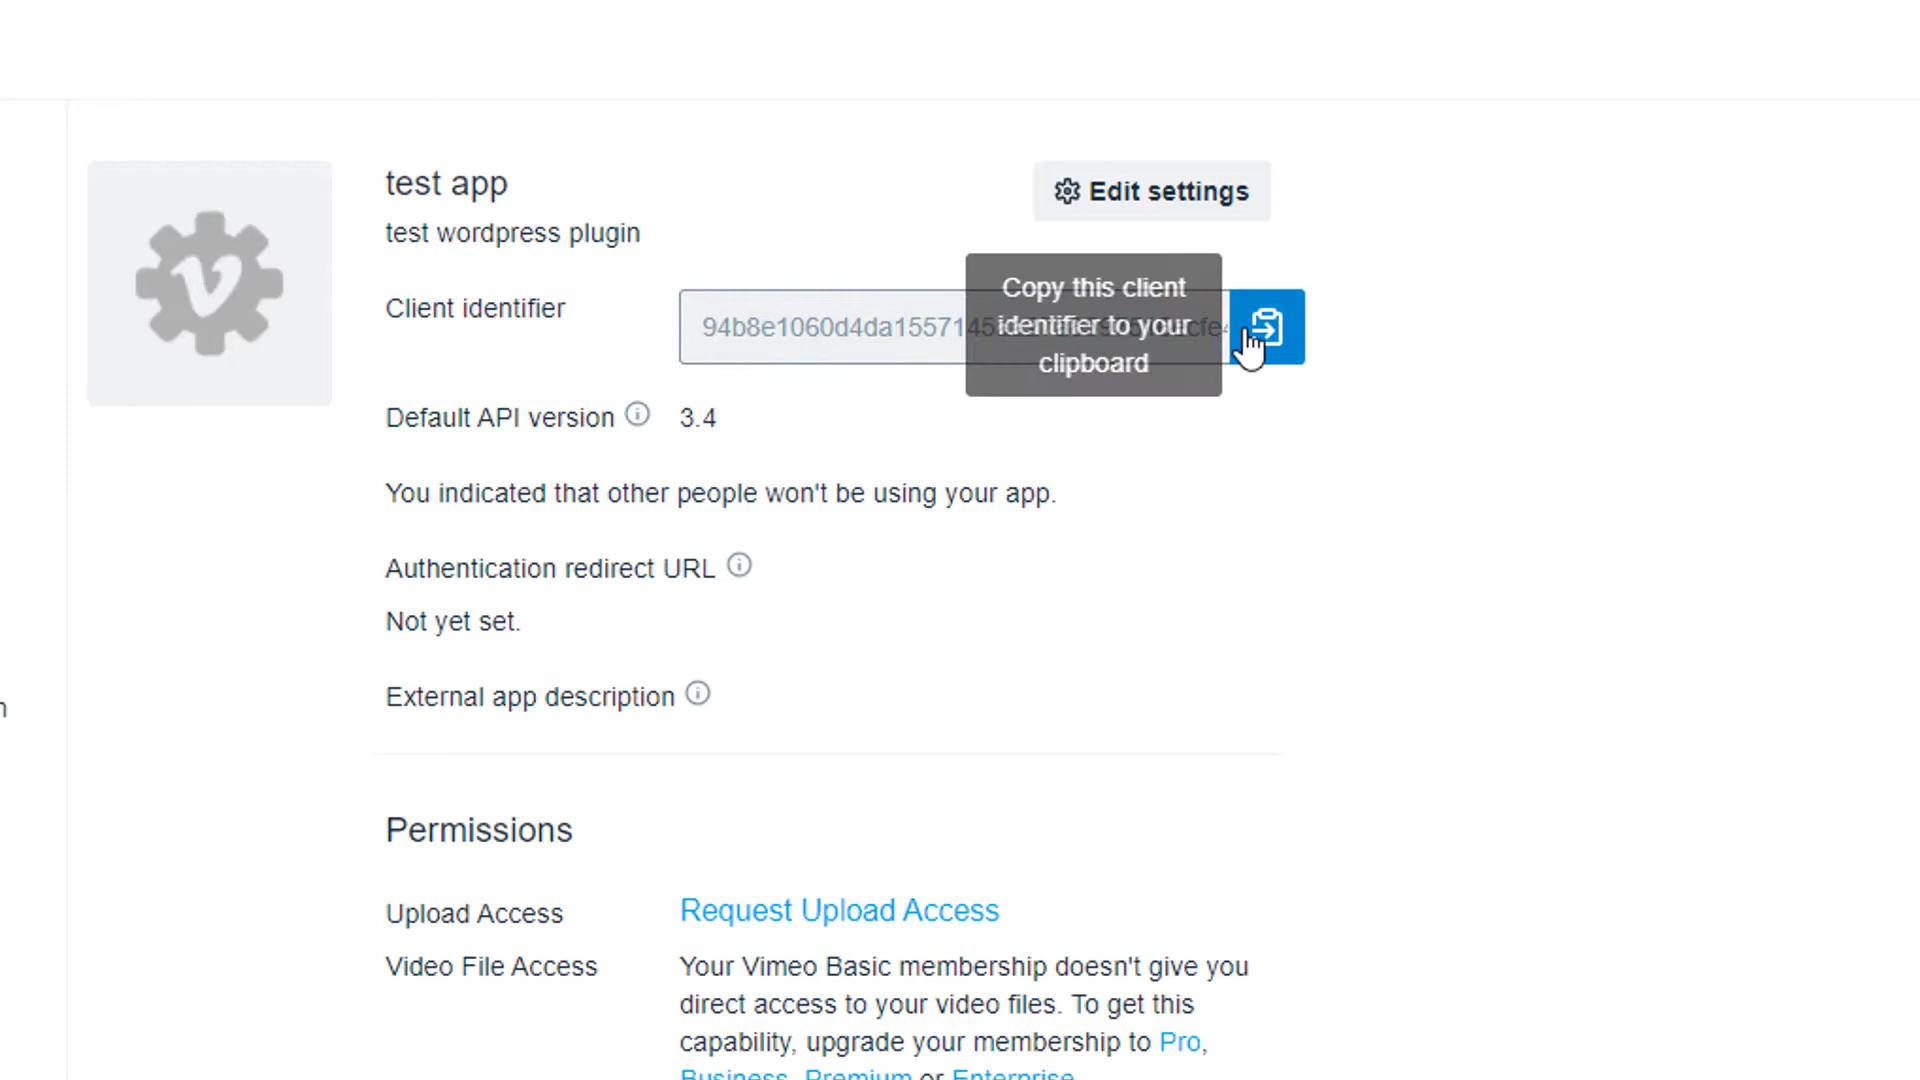 test app
Edit settings
test wordpress plugin
Client identifier
94b8e1060d4da155714
Copy this client
identifier to your
clipboard
Default API version
3.4
You indicated that other people won't be using your app.
Authentication redirect URL
Not yet set.
External app description
Permissions
Upload Access
Request Upload Access
Video File Access
Your Vimeo Basic membership doesn't give you
direct access to your video files. To get this
capability, upgrade your membership to Pro,
Business, Premium or Enterprise